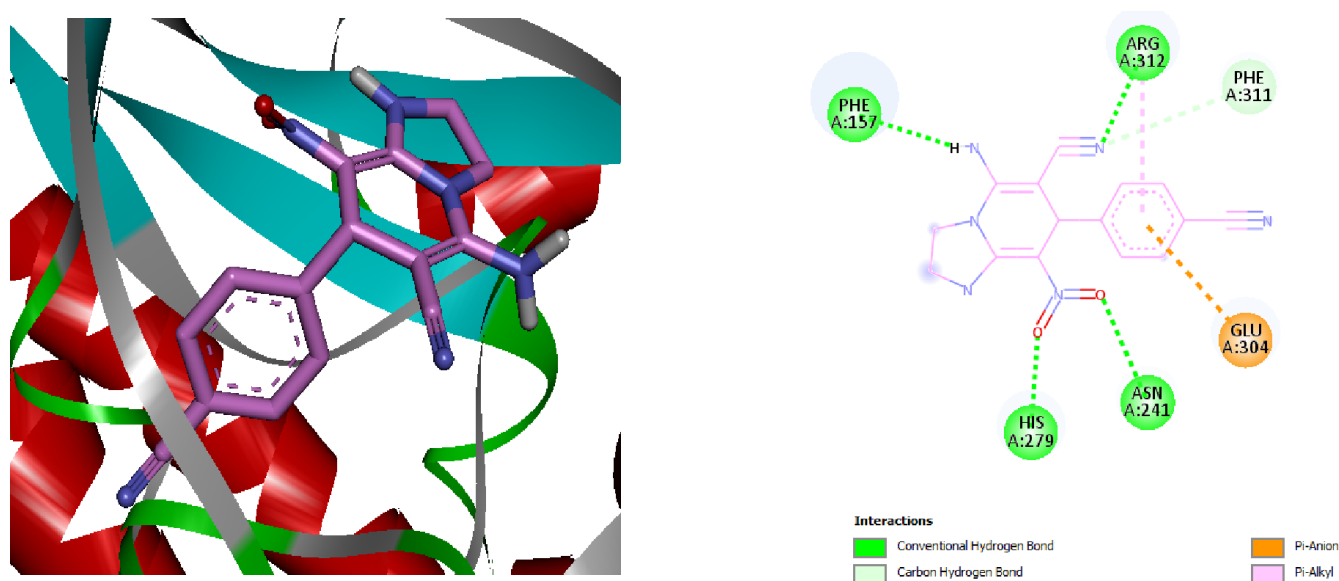 ARG
A:312
PHE
A:311
PHE
A:157
H N
N
N
N
N
N
O
O
GLU
A:304
ASN
A:241
HIS
A:279
Interactions
Conventional Hydrogen Bond
Pi-Anion
Carbon Hydrogen Bond
Pi-Alkyl